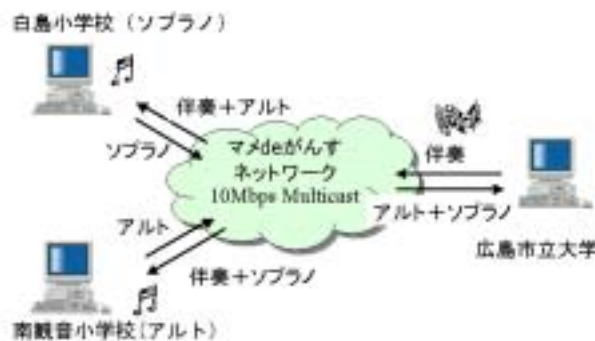 白島小学校（ソプラノ）
伴奏＋アルト
ソプラノ
マメdeがんす
ネットワーク
10Mbps Multicast
伴奏
アルト＋ソプラノ
広島市立大学
アルト
伴奏＋ソプラノ
南観音小学校（アルト）